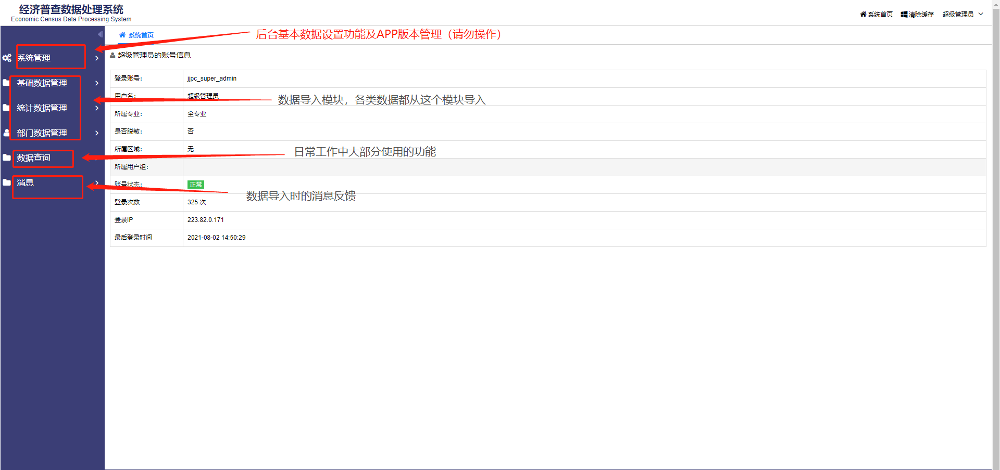 经济普查数据处理系统
Economic Census Data Processing System
系统首页 清除缓存 超级管理员
系统首页
后台基本数据设置功能及APP版本管理（请勿操作）
系统管理
基础数据管理
统计数据管理
部门数据管理
数据查询
消息
超级管理员的账号信息
登录账号： jjpc_super_admin
用户名： 超级管理员
数据导入模块，各类数据都从这个模块导入
所属专业： 全专业
是否脱敏： 否
所属区域： 无
日常工作中大部分使用的功能
所属用户组：
账号状态： 正常
数据导入时的消息反馈
登录次数 325 次
登录IP 223.82.0.171
最后登录时间 2021-08-02 14:50:29